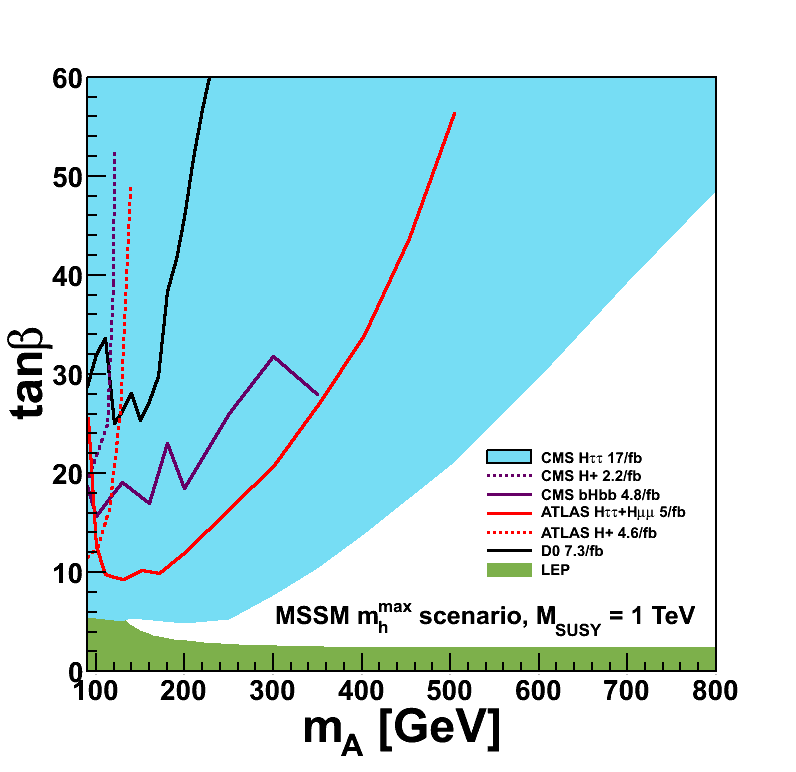 tanβ
60
50
40
30
20
10
0
CMS Hττ 17/fb
CMS H+ 2.2/fb
CMS bHbb 4.8/fb
ATLAS Hττ+Hμμ 5/fb
ATLAS H+ 4.6/fb
D0 7.3/fb
LEP
MSSM m_h^max scenario, M_SUSY = 1 TeV
100 200 300 400 500 600 700 800
m_A [GeV]